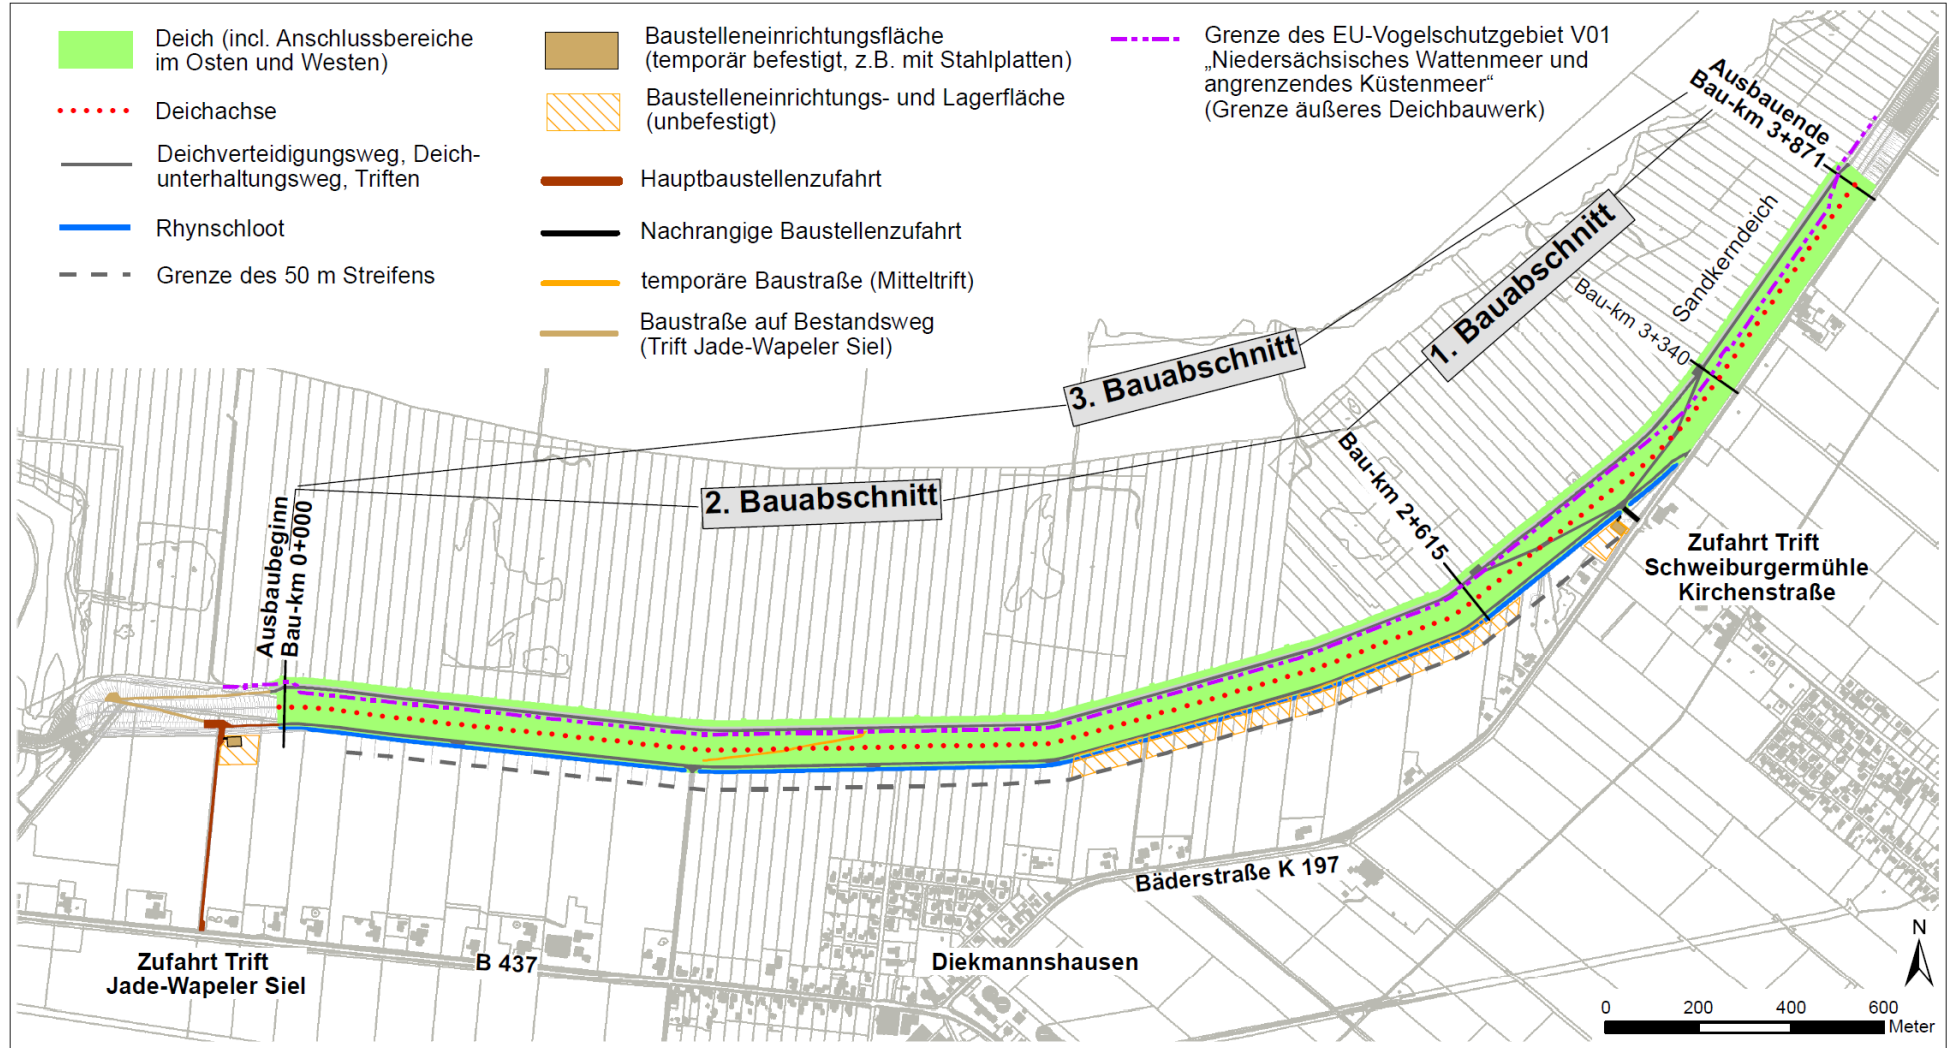 Deich (incl. Anschlussbereiche
im Osten und Westen)
Deichachse
Deichverteidigungsweg, Deich-
unterhaltungsweg, Triften
Rhynschloot
Grenze des 50 m Streifens
Baustelleneinrichtungsfläche
(temporär befestigt, z.B. mit Stahlplatten)
Baustelleneinrichtungs- und Lagerfläche
(unbefestigt)
Hauptbaustellenzufahrt
Nachrangige Baustellenzufahrt
temporäre Baustraße (Mitteltrift)
Baustraße auf Bestandsweg
(Trift Jade-Wapeler Siel)
Grenze des EU-Vogelschutzgebiet V01
„Niedersächsisches Wattenmeer und
angrenzendes Küstenmeer“
(Grenze äußeres Deichbauwerk)
Ausbauende
Bau-km 3+871
Sandkerndeich
1. Bauabschnitt
Bau-km 3+340
3. Bauabschnitt
2. Bauabschnitt
Bau-km 2+615
Ausbaubeginn
Bau-km 0+000
Zufahrt Trift
Schweiburgermühle
Kirchenstraße
Bäderstraße K 197
Zufahrt Trift
Jade-Wapeler Siel
B 437
Diekmannshausen
N
0 200 400 600
Meter